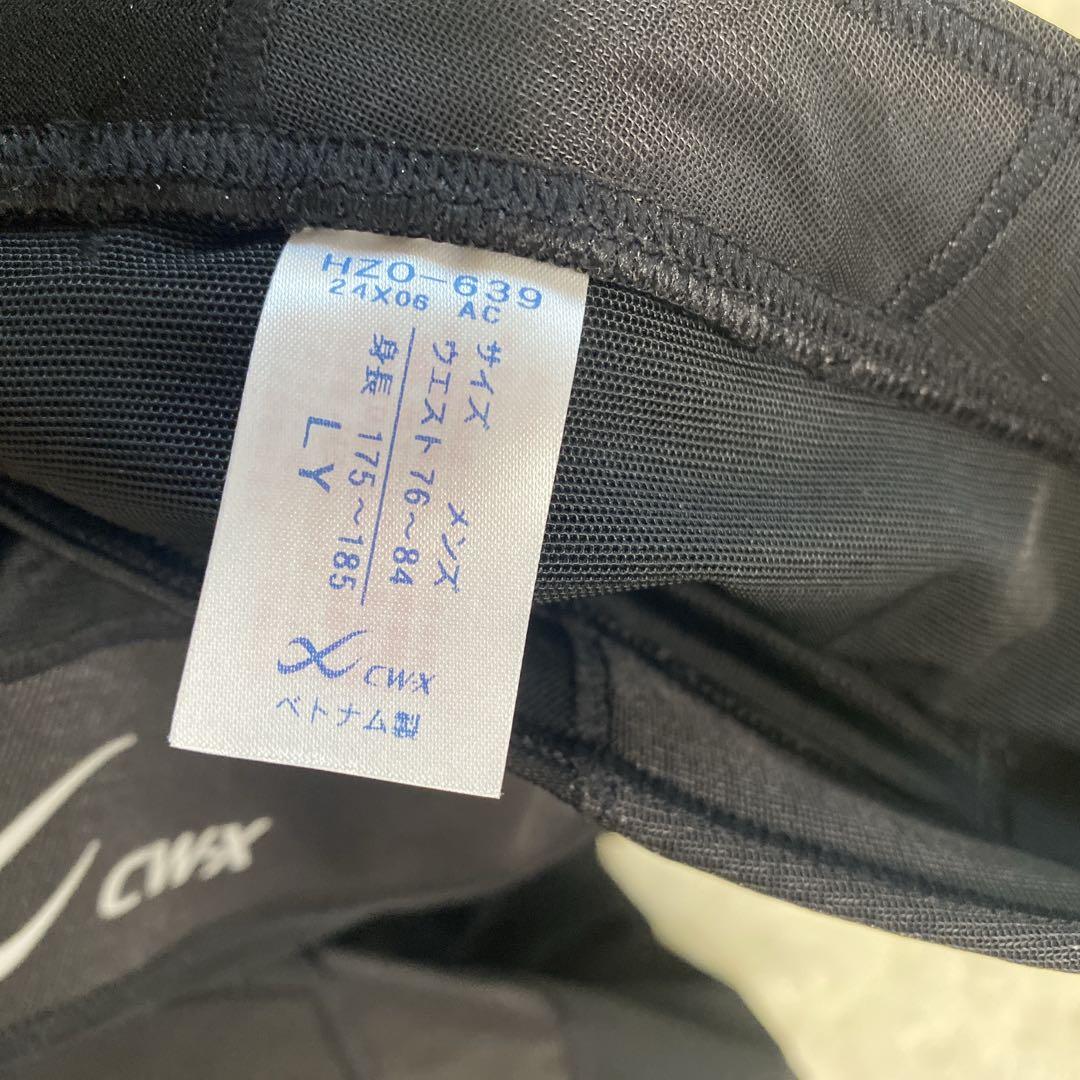 HZO-639
24X06 AC
サイズ メンズ
ウエスト 76～84
身長 175～185
LY
CW-X
ベトナム製
CW-X